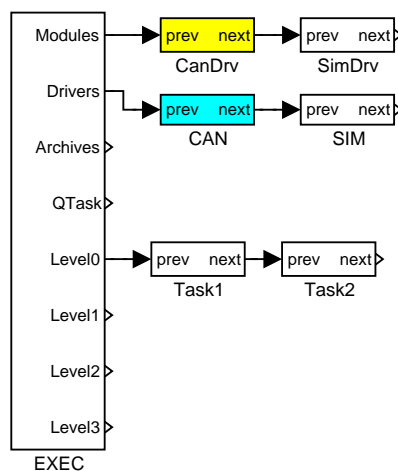 Modules prev next prev next
CanDrv SimDrv
Drivers prev next prev next
CAN SIM
Archives
QTask
Level0 prev next prev next
Task1 Task2
Level1
Level2
Level3
EXEC